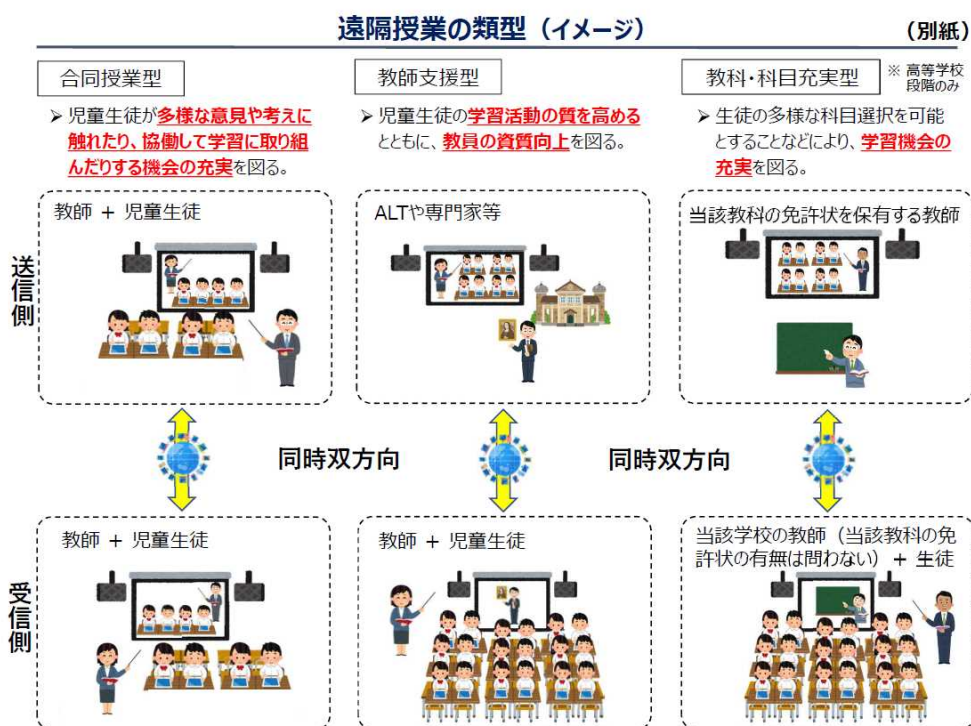 遠隔授業の類型（イメージ）
(別紙)
合同授業型
➢ 児童生徒が多様な意見や考えに
触れたり、協働して学習に取り組
んだりする機会の充実を図る。
教師支援型
➢ 児童生徒の学習活動の質を高める
とともに、教員の資質向上を図る。
教科・科目充実型
※ 高等学校
段階のみ
➢ 生徒の多様な科目選択を可能
とすることなどにより、学習機会の
充実を図る。
送信側
教師 + 児童生徒
ALTや専門家等
当該教科の免許状を保有する教師
同時双方向
同時双方向
受信側
教師 + 児童生徒
教師 + 児童生徒
当該学校の教師（当該教科の免
許状の有無は問わない）+ 生徒